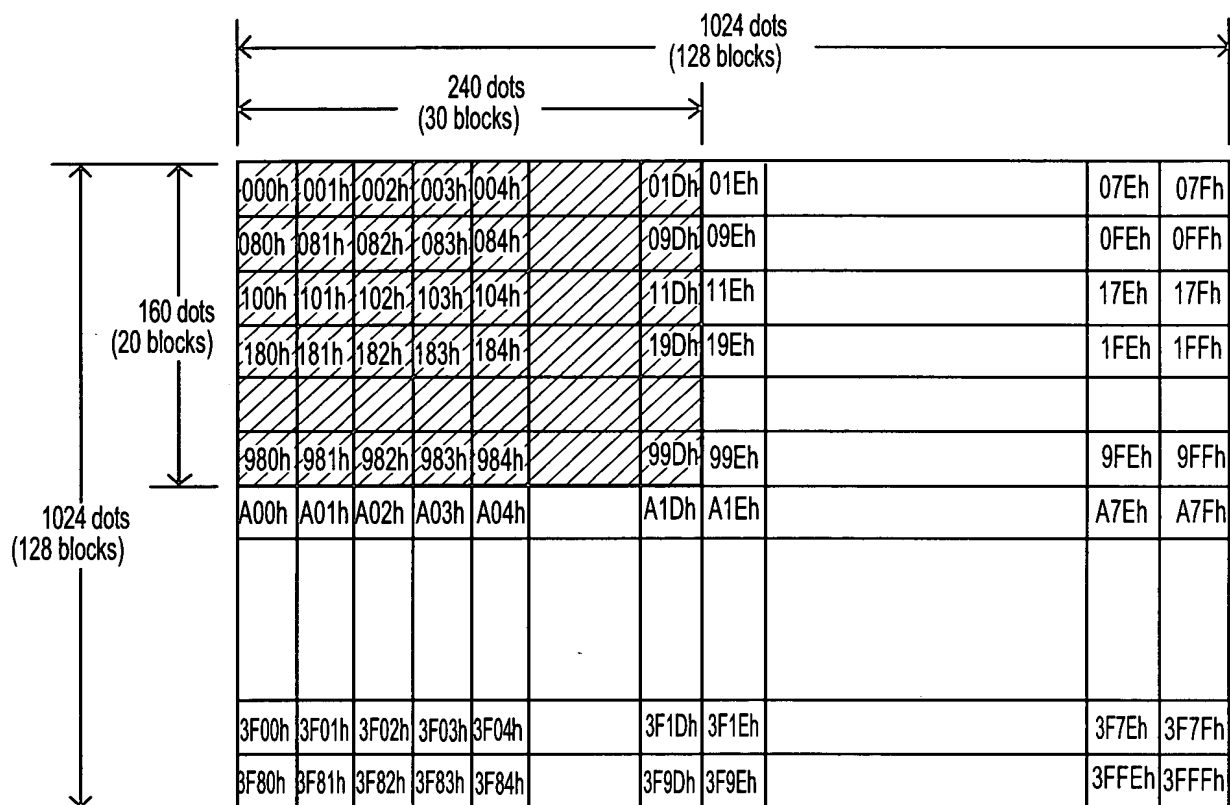 1024 dots
(128 blocks)
240 dots
(30 blocks)
000h 001h 002h 003h 004h 01Dh 01Eh 07Eh 07Fh
080h 081h 082h 083h 084h 09Dh 09Eh 0FEh 0FFh
100h 101h 102h 103h 104h 11Dh 11Eh 17Eh 17Fh
160 dots
(20 blocks)
180h 181h 182h 183h 184h 19Dh 19Eh 1FEh 1FFh
980h 981h 982h 983h 984h 99Dh 99Eh 9FEh 9FFh
1024 dots
(128 blocks)
A00h A01h A02h A03h A04h A1Dh A1Eh A7Eh A7Fh
3F00h 3F01h 3F02h 3F03h 3F04h 3F1Dh 3F1Eh 3F7Eh 3F7Fh
3F80h 3F81h 3F82h 3F83h 3F84h 3F9Dh 3F9Eh 3FFEh 3FFFh